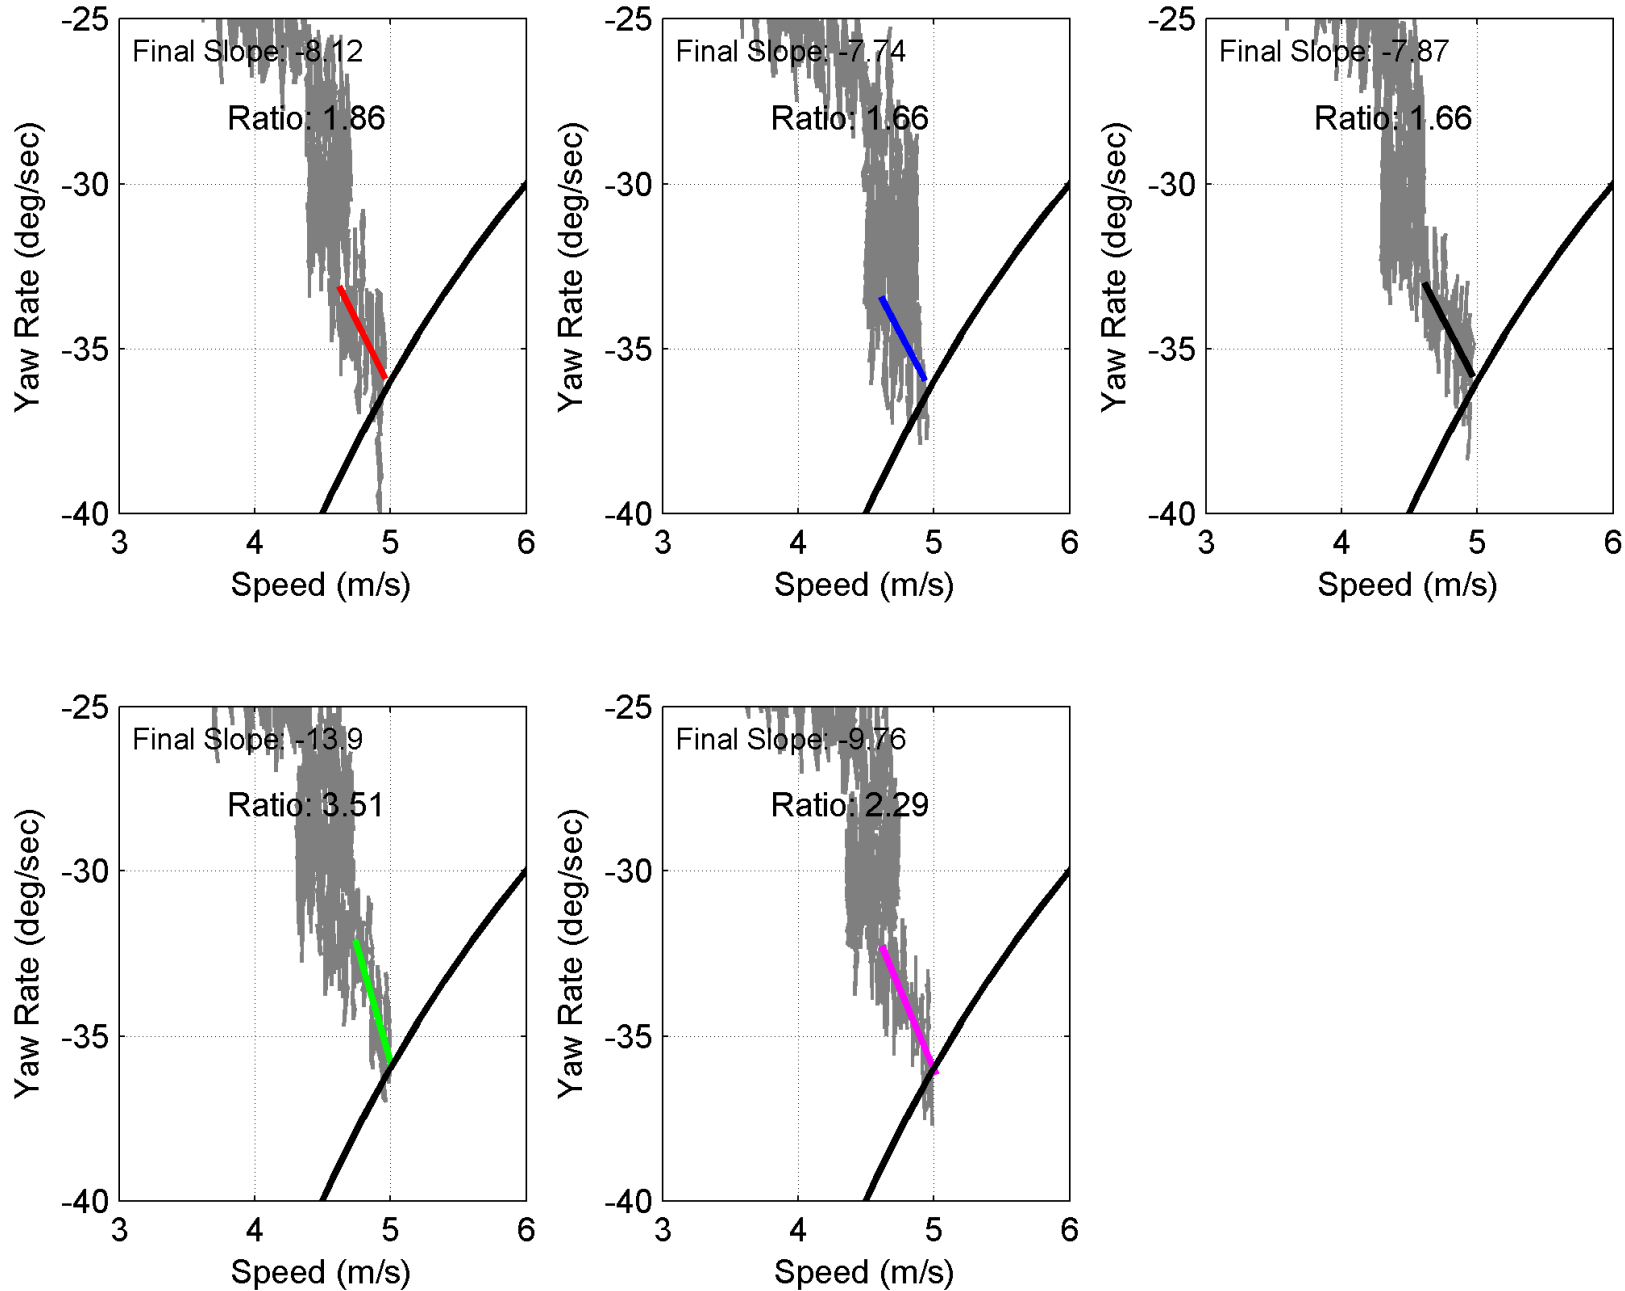 -25
Final Slope: -8.12
Ratio: 1.86
-30
-35
-40
3 4 5 6
Speed (m/s)
Yaw Rate (deg/sec)
-25
Final Slope: -7.74
Ratio: 1.66
-30
-35
-40
3 4 5 6
Speed (m/s)
Yaw Rate (deg/sec)
-25
Final Slope: -7.87
Ratio: 1.66
-30
-35
-40
3 4 5 6
Speed (m/s)
Yaw Rate (deg/sec)
-25
Final Slope: -13.9
Ratio: 3.51
-30
-35
-40
3 4 5 6
Speed (m/s)
Yaw Rate (deg/sec)
-25
Final Slope: -9.76
Ratio: 2.29
-30
-35
-40
3 4 5 6
Speed (m/s)
Yaw Rate (deg/sec)